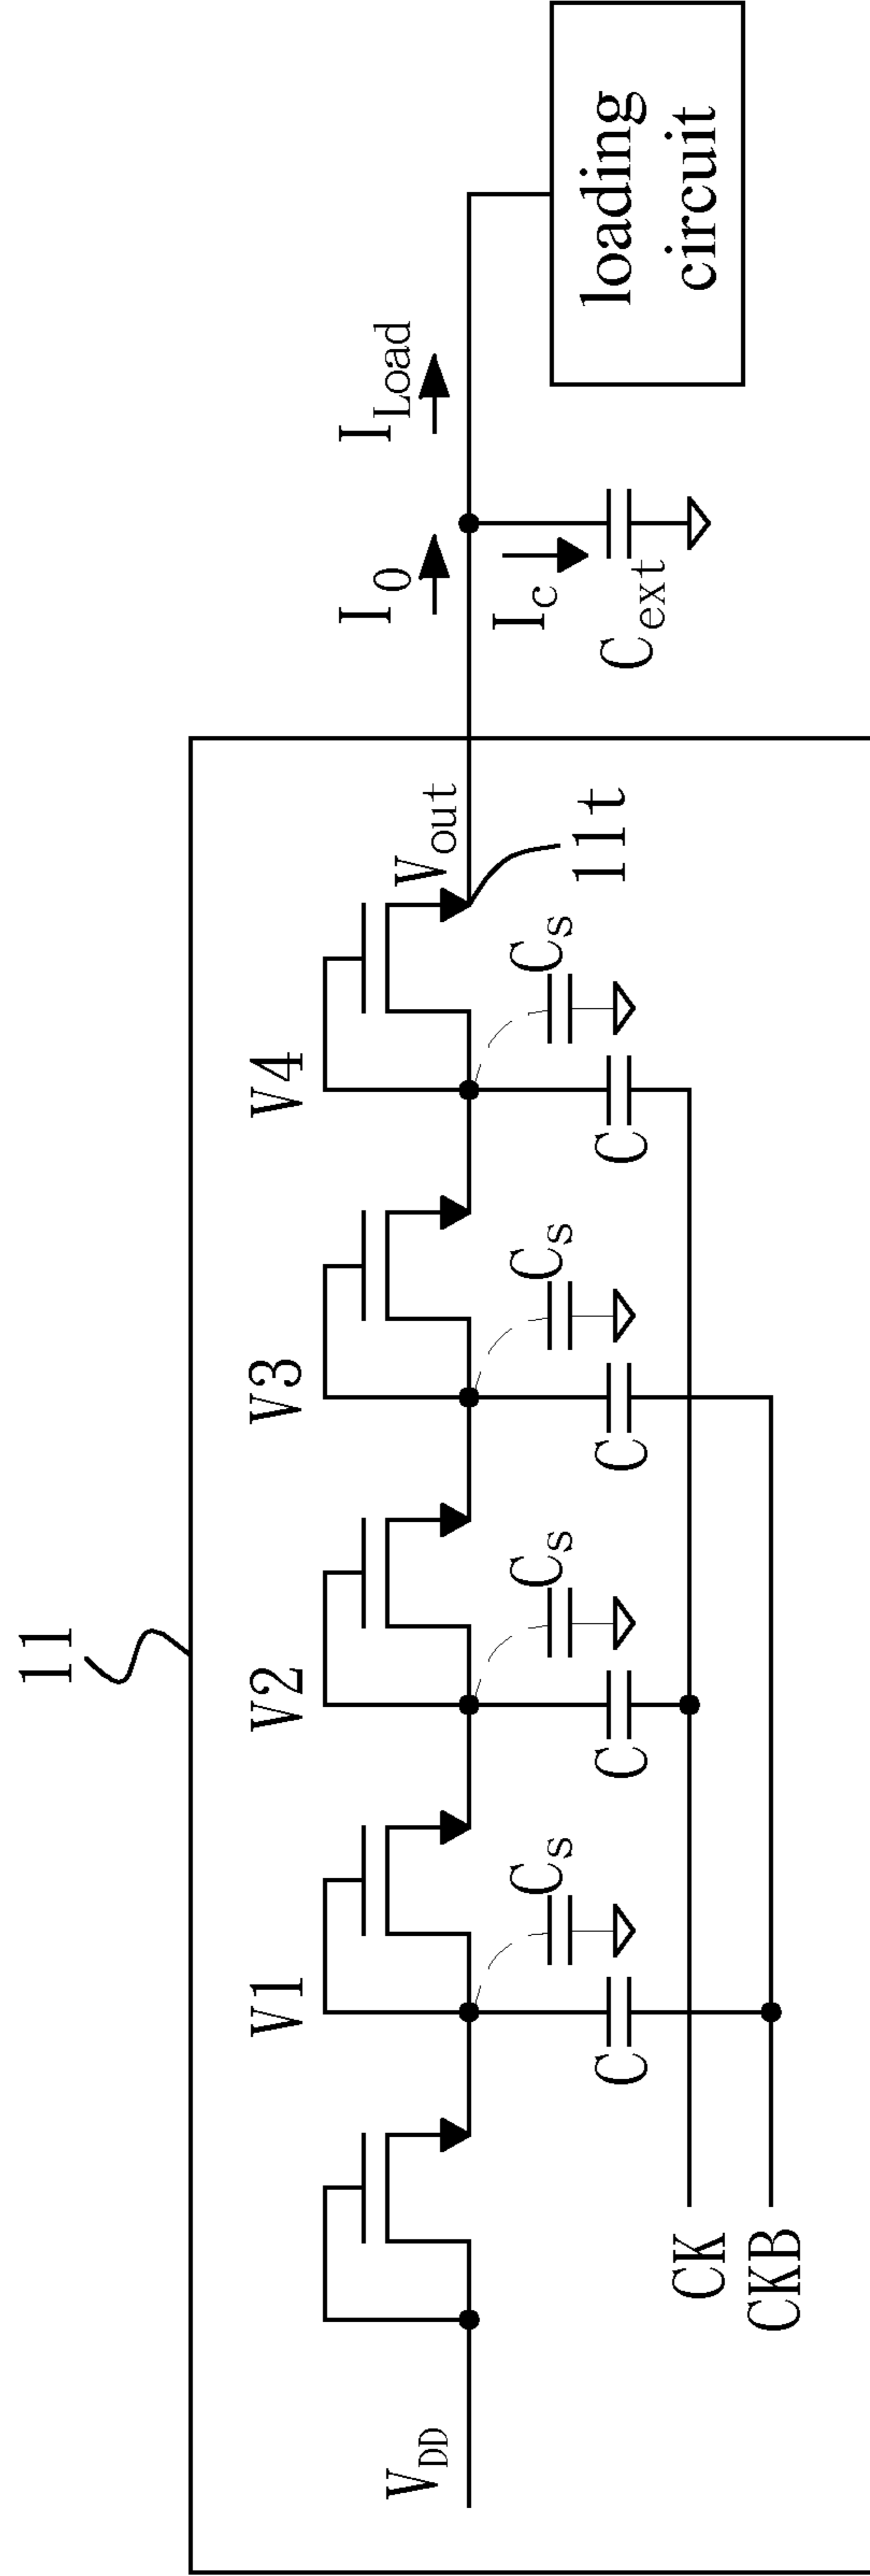 11
V1
V2
V3
V4
V_DD
V_out
11t
C_s
C_s
C_s
C_s
C
C
C
C
CK
CKB
I_0
I_Load
I_c
C_ext
loading
circuit